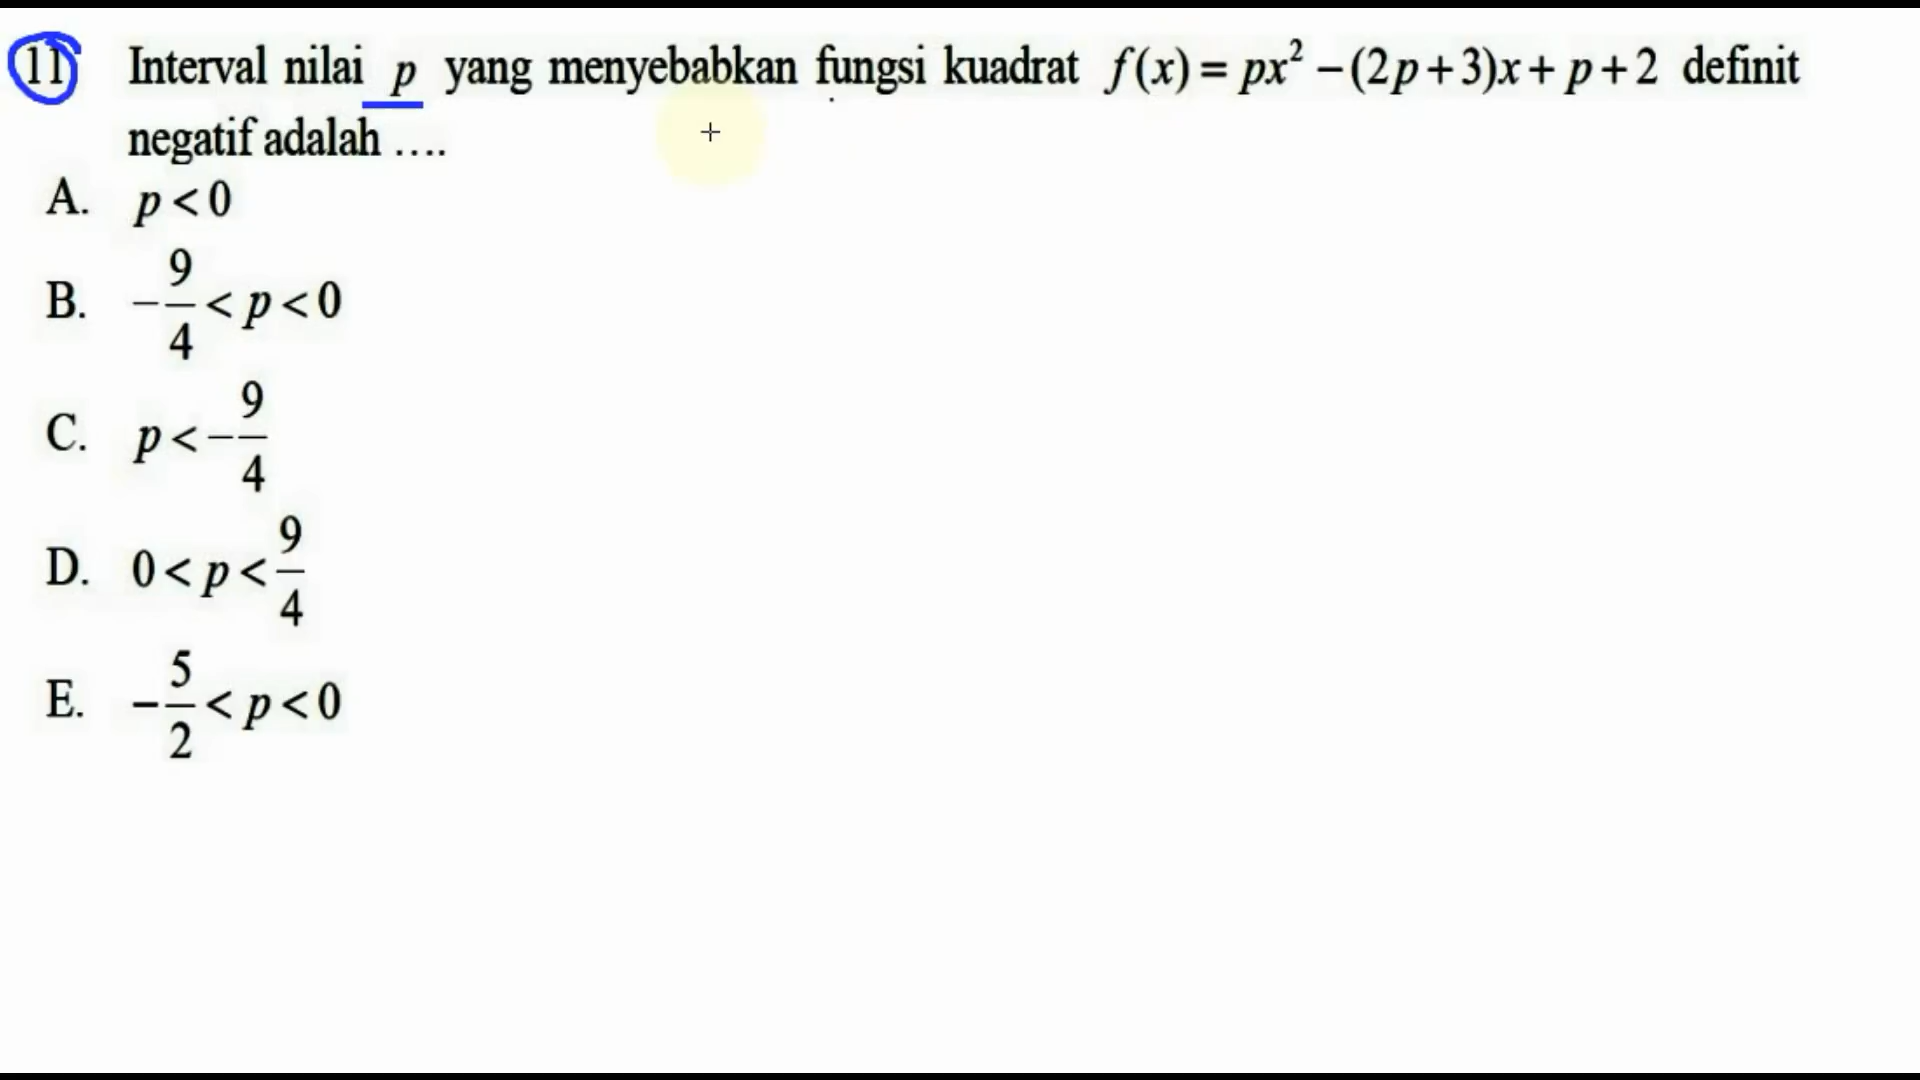 11 Interval nilai p yang menyebabkan fungsi kuadrat f(x) = px² − (2p + 3)x + p + 2 definit
negatif adalah ....
A. p < 0
B. −9/4 < p < 0
C. p < −9/4
D. 0 < p < 9/4
E. −5/2 < p < 0